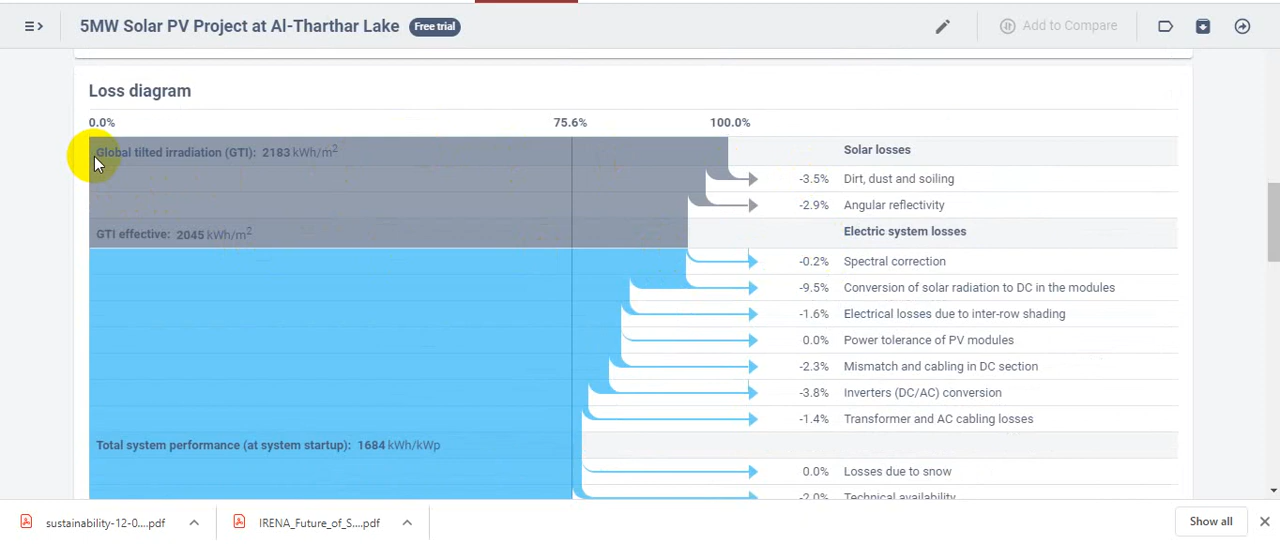 5MW Solar PV Project at Al-Tharthar Lake Free trial Add to Compare
Loss diagram
0.0% 75.6% 100.0%
Global tilted irradiation (GTI): 2183 kWh/m² Solar losses
-3.5% Dirt, dust and soiling
-2.9% Angular reflectivity
GTI effective: 2045 kWh/m² Electric system losses
-0.2% Spectral correction
-9.5% Conversion of solar radiation to DC in the modules
-1.6% Electrical losses due to inter-row shading
0.0% Power tolerance of PV modules
-2.3% Mismatch and cabling in DC section
-3.8% Inverters (DC/AC) conversion
-1.4% Transformer and AC cabling losses
Total system performance (at system startup): 1684 kWh/kWp
0.0% Losses due to snow
-2.0% Technical availability
sustainability-12-0....pdf IRENA_Future_of_S....pdf Show all